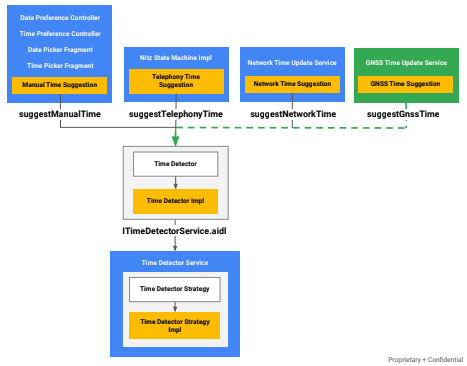 Date Preference Controller
Time Preference Controller
Date Picker Fragment
Time Picker Fragment
Manual Time Suggestion
Nitz State Machine Impl
Telephony Time
Suggestion
Network Time Update Service
Network Time Suggestion
GNSS Time Update Service
GNSS Time Suggestion
suggestManualTime
suggestTelephonyTime
suggestNetworkTime
suggestGnssTime
Time Detector
Time Detector Impl
ITimeDetectorService.aidl
Time Detector Service
Time Detector Strategy
Time Detector Strategy
Impl
Proprietary + Confidential